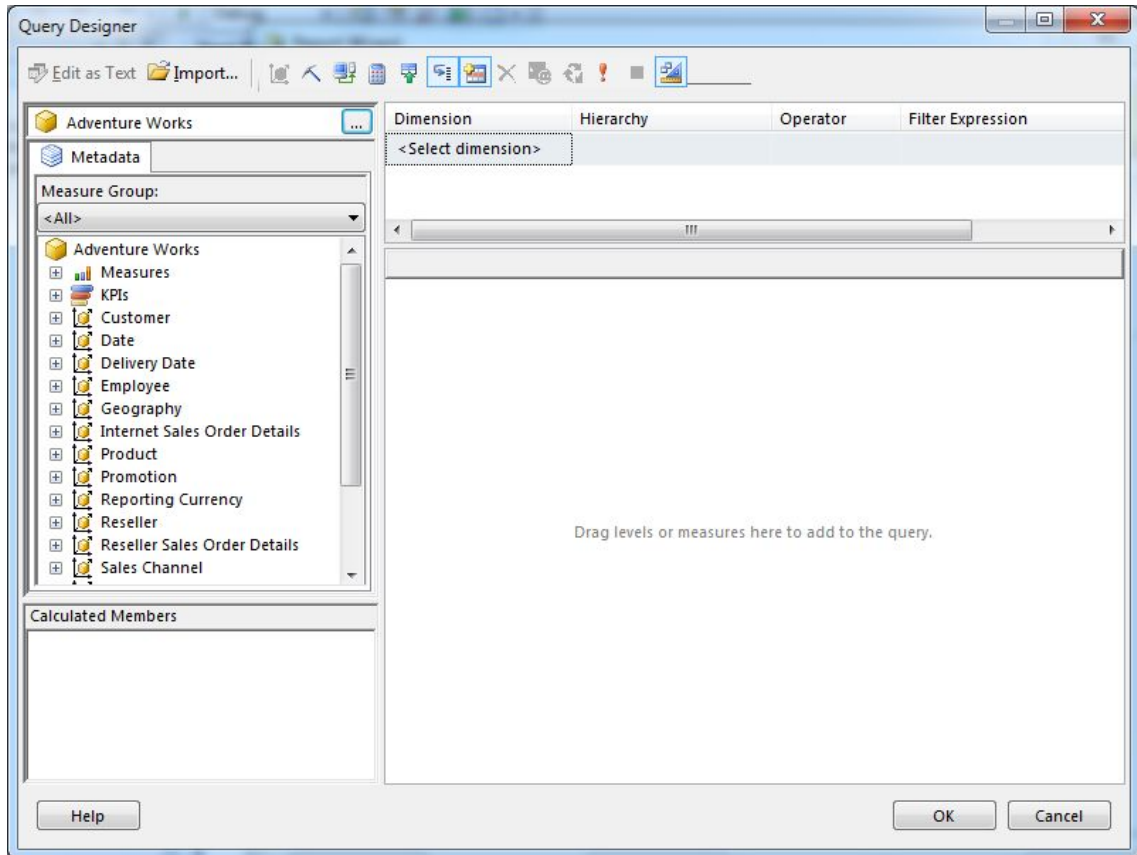 Query Designer
Edit as Text Import...
Adventure Works ...
Metadata
Measure Group:
<All>
Adventure Works
Measures
KPIs
Customer
Date
Delivery Date
Employee
Geography
Internet Sales Order Details
Product
Promotion
Reporting Currency
Reseller
Reseller Sales Order Details
Sales Channel
Calculated Members
Dimension Hierarchy Operator Filter Expression
<Select dimension>
Drag levels or measures here to add to the query.
Help OK Cancel